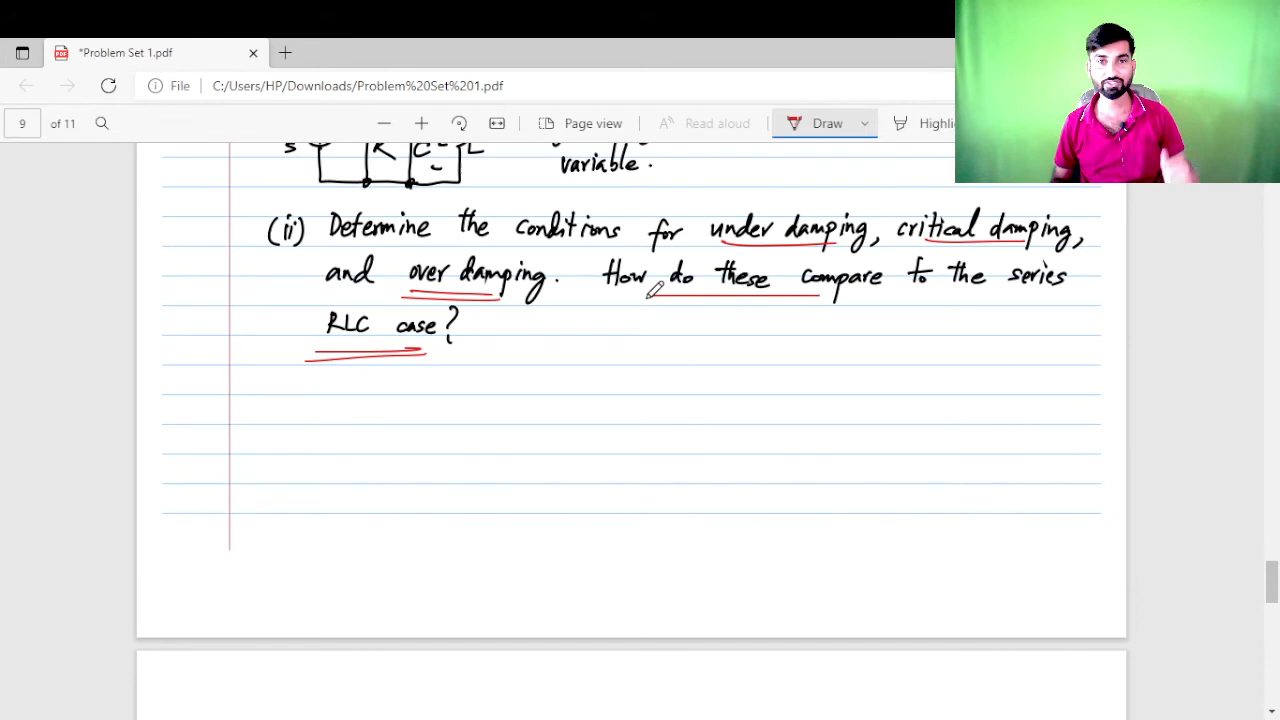 *Problem Set 1.pdf
File C:/Users/HP/Downloads/Problem%20Set%201.pdf
9 of 11 Page view Read aloud Draw Highli
S R C L
variable.
(ii) Determine the conditions for under damping, critical damping,
and over damping. How do these compare to the series
RLC case?